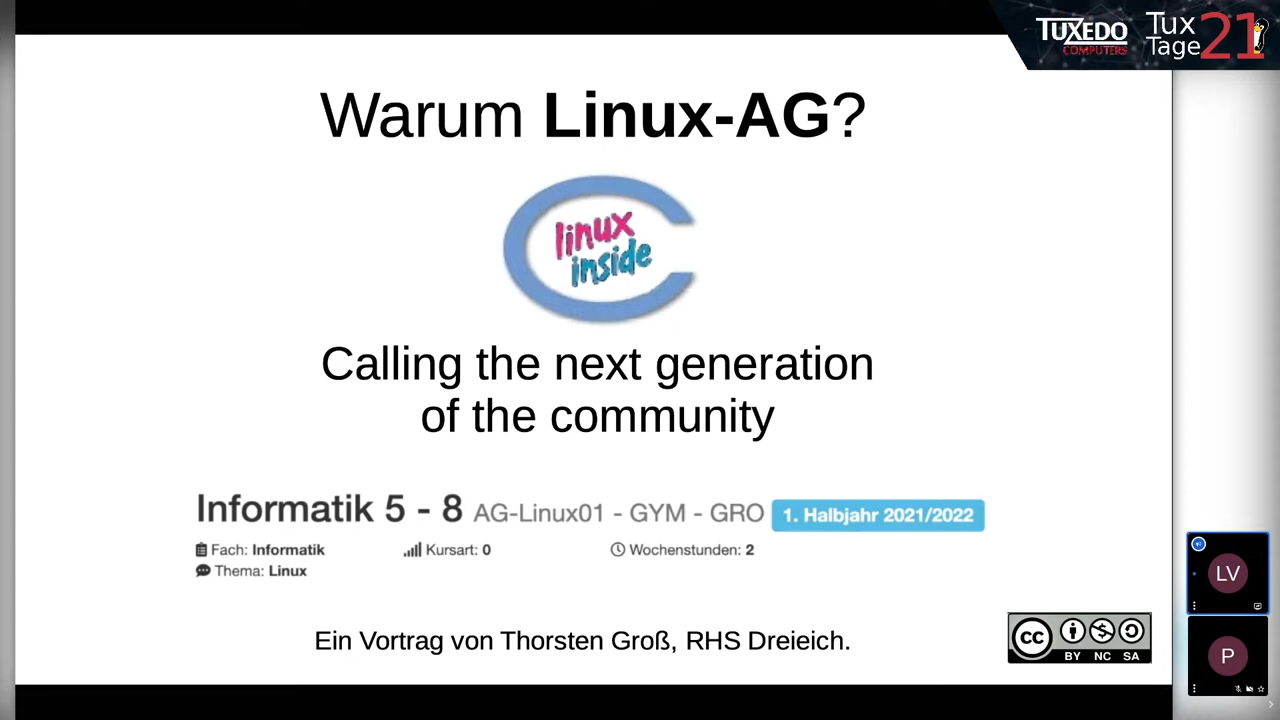 TUXEDO
COMPUTERS
Tux
Tage
21
Warum Linux-AG?
linux
inside
Calling the next generation
of the community
Informatik 5 - 8 AG-Linux01 - GYM - GRO 1. Halbjahr 2021/2022
Fach: Informatik Kursart: 0 Wochenstunden: 2
Thema: Linux
LV
Ein Vortrag von Thorsten Groß, RHS Dreieich.
cc
BY NC SA
P